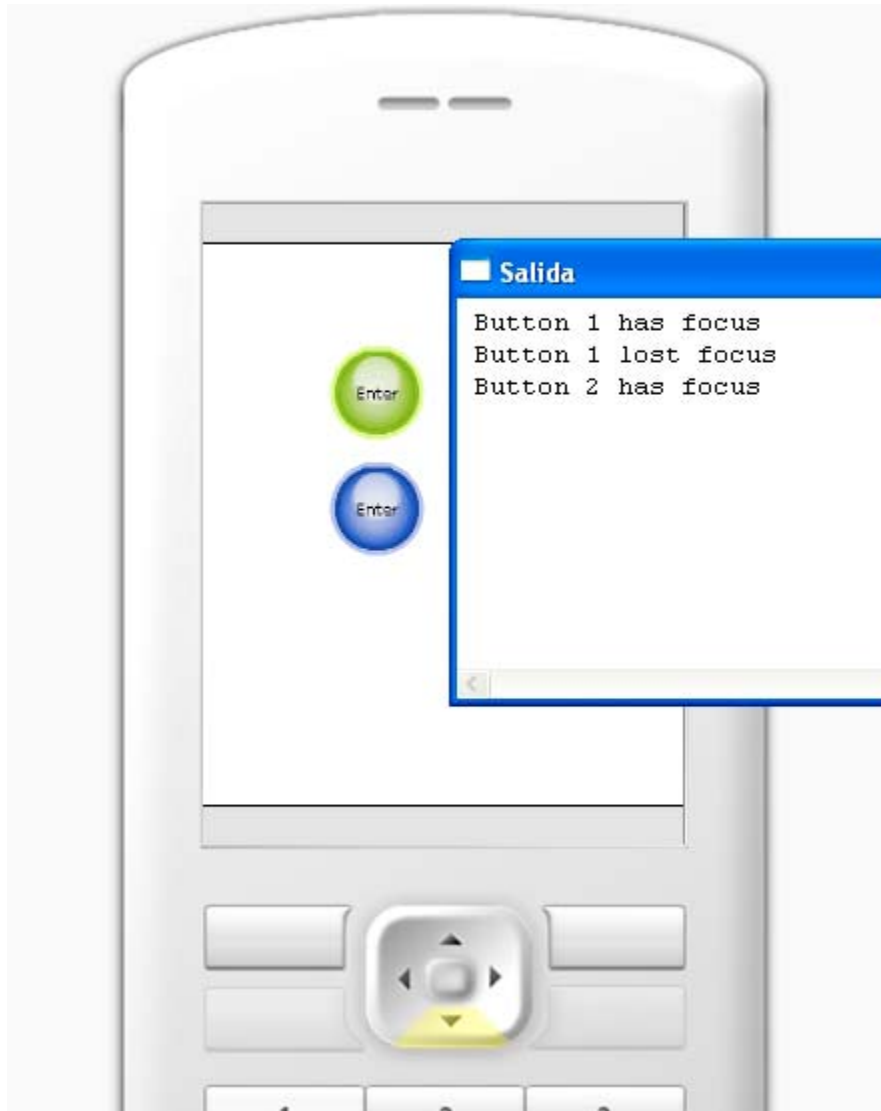 Salida
Button 1 has focus
Button 1 lost focus
Button 2 has focus
Enter
Enter